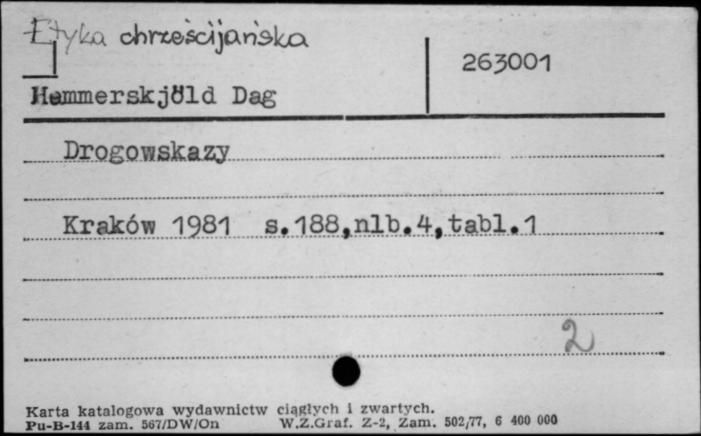 Etyka chrześcijańska
263001
Hammerskjöld Dag
Drogowskazy
Kraków 1981 s.188,nlb.4,tabl.1
2
Karta katalogowa wydawnictw ciągłych i zwartych.
Pu-B-144 zam. 567/DW/On W.Z.Graf. Z-2, Zam. 502/77, 6 400 000